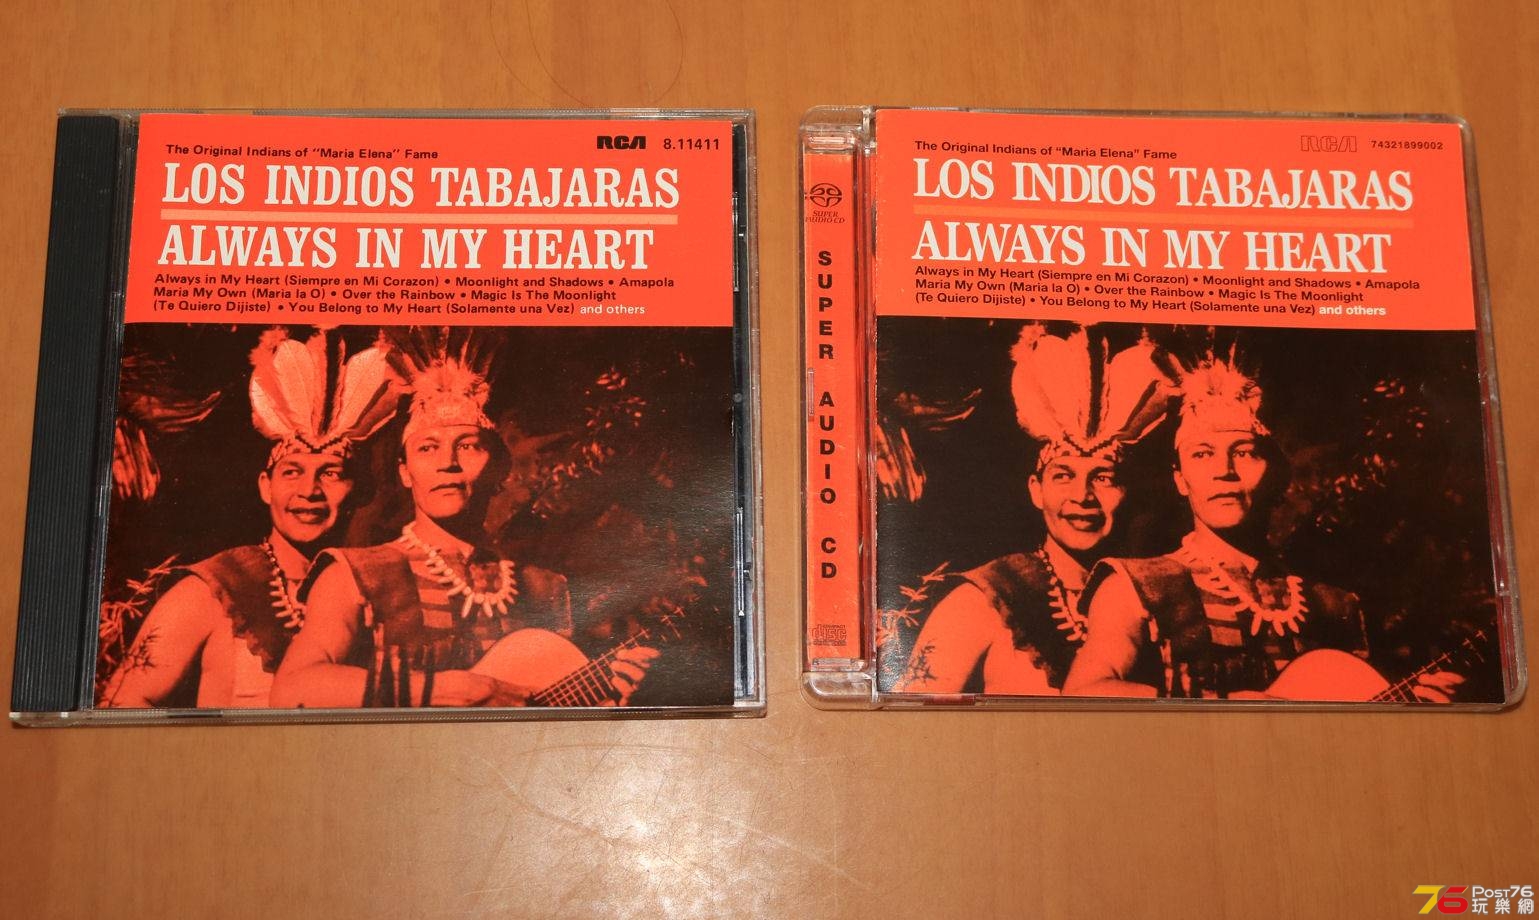 The Original Indians of "Maria Elena" Fame
RCA 8.11411
LOS INDIOS TABAJARAS
ALWAYS IN MY HEART
Always in My Heart (Siempre en Mi Corazon) • Moonlight and Shadows • Amapola
Maria My Own (Maria la O) • Over the Rainbow • Magic Is The Moonlight
(Te Quiero Dijiste) • You Belong to My Heart (Solamente una Vez) and others
SUPER AUDIO CD
SUPER AUDIO CD
disc
The Original Indians of "Maria Elena" Fame
RCA 74321899002
LOS INDIOS TABAJARAS
ALWAYS IN MY HEART
Always in My Heart (Siempre en Mi Corazon) • Moonlight and Shadows • Amapola
Maria My Own (Maria la O) • Over the Rainbow • Magic Is The Moonlight
(Te Quiero Dijiste) • You Belong to My Heart (Solamente una Vez) and others
76 POST76
玩樂網